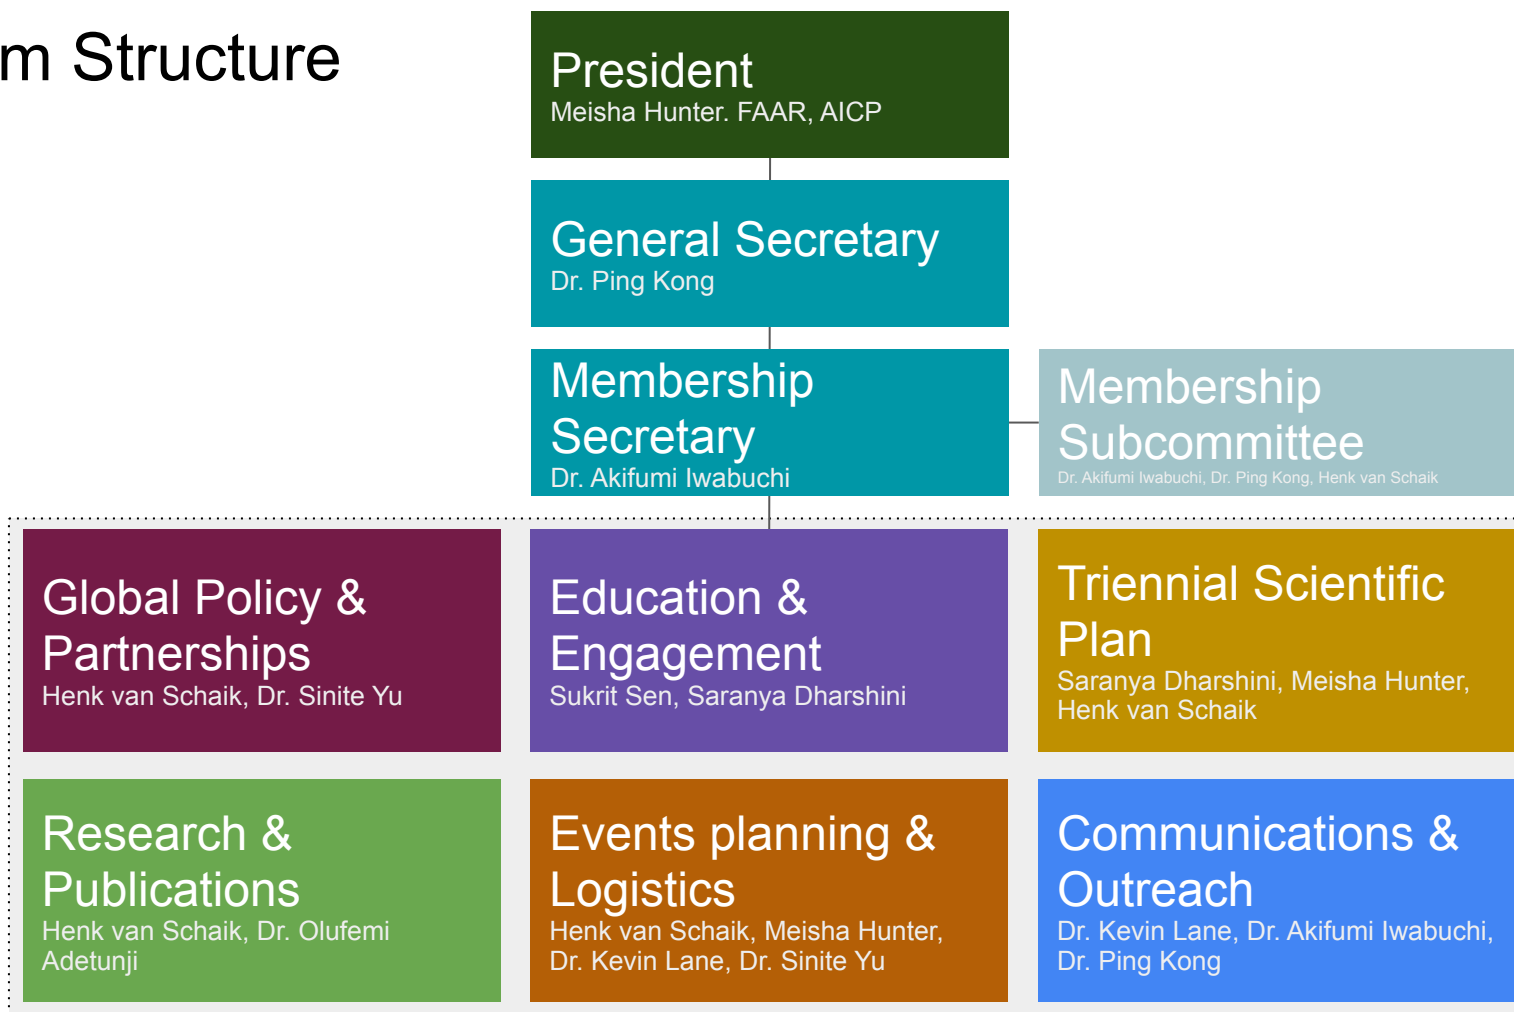 m Structure
President
Meisha Hunter. FAAR, AICP
General Secretary
Dr. Ping Kong
Membership
Secretary
Dr. Akifumi Iwabuchi
Membership
Subcommittee
Dr. Akifumi Iwabuchi, Dr. Ping Kong, Henk van Schaik
Global Policy &
Partnerships
Henk van Schaik, Dr. Sinite Yu
Education &
Engagement
Sukrit Sen, Saranya Dharshini
Triennial Scientific
Plan
Saranya Dharshini, Meisha Hunter,
Henk van Schaik
Research &
Publications
Henk van Schaik, Dr. Olufemi
Adetunji
Events planning &
Logistics
Henk van Schaik, Meisha Hunter,
Dr. Kevin Lane, Dr. Sinite Yu
Communications &
Outreach
Dr. Kevin Lane, Dr. Akifumi Iwabuchi,
Dr. Ping Kong